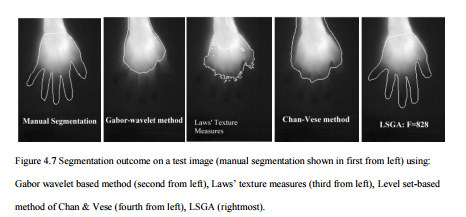 Manual Segmentation
Gabor-wavelet method
Laws' Texture
Measures
Chan-Vese method
LSGA: F=828
Figure 4.7 Segmentation outcome on a test image (manual segmentation shown in first from left) using:
Gabor wavelet based method (second from left), Laws' texture measures (third from left), Level set-based
method of Chan & Vese (fourth from left), LSGA (rightmost).